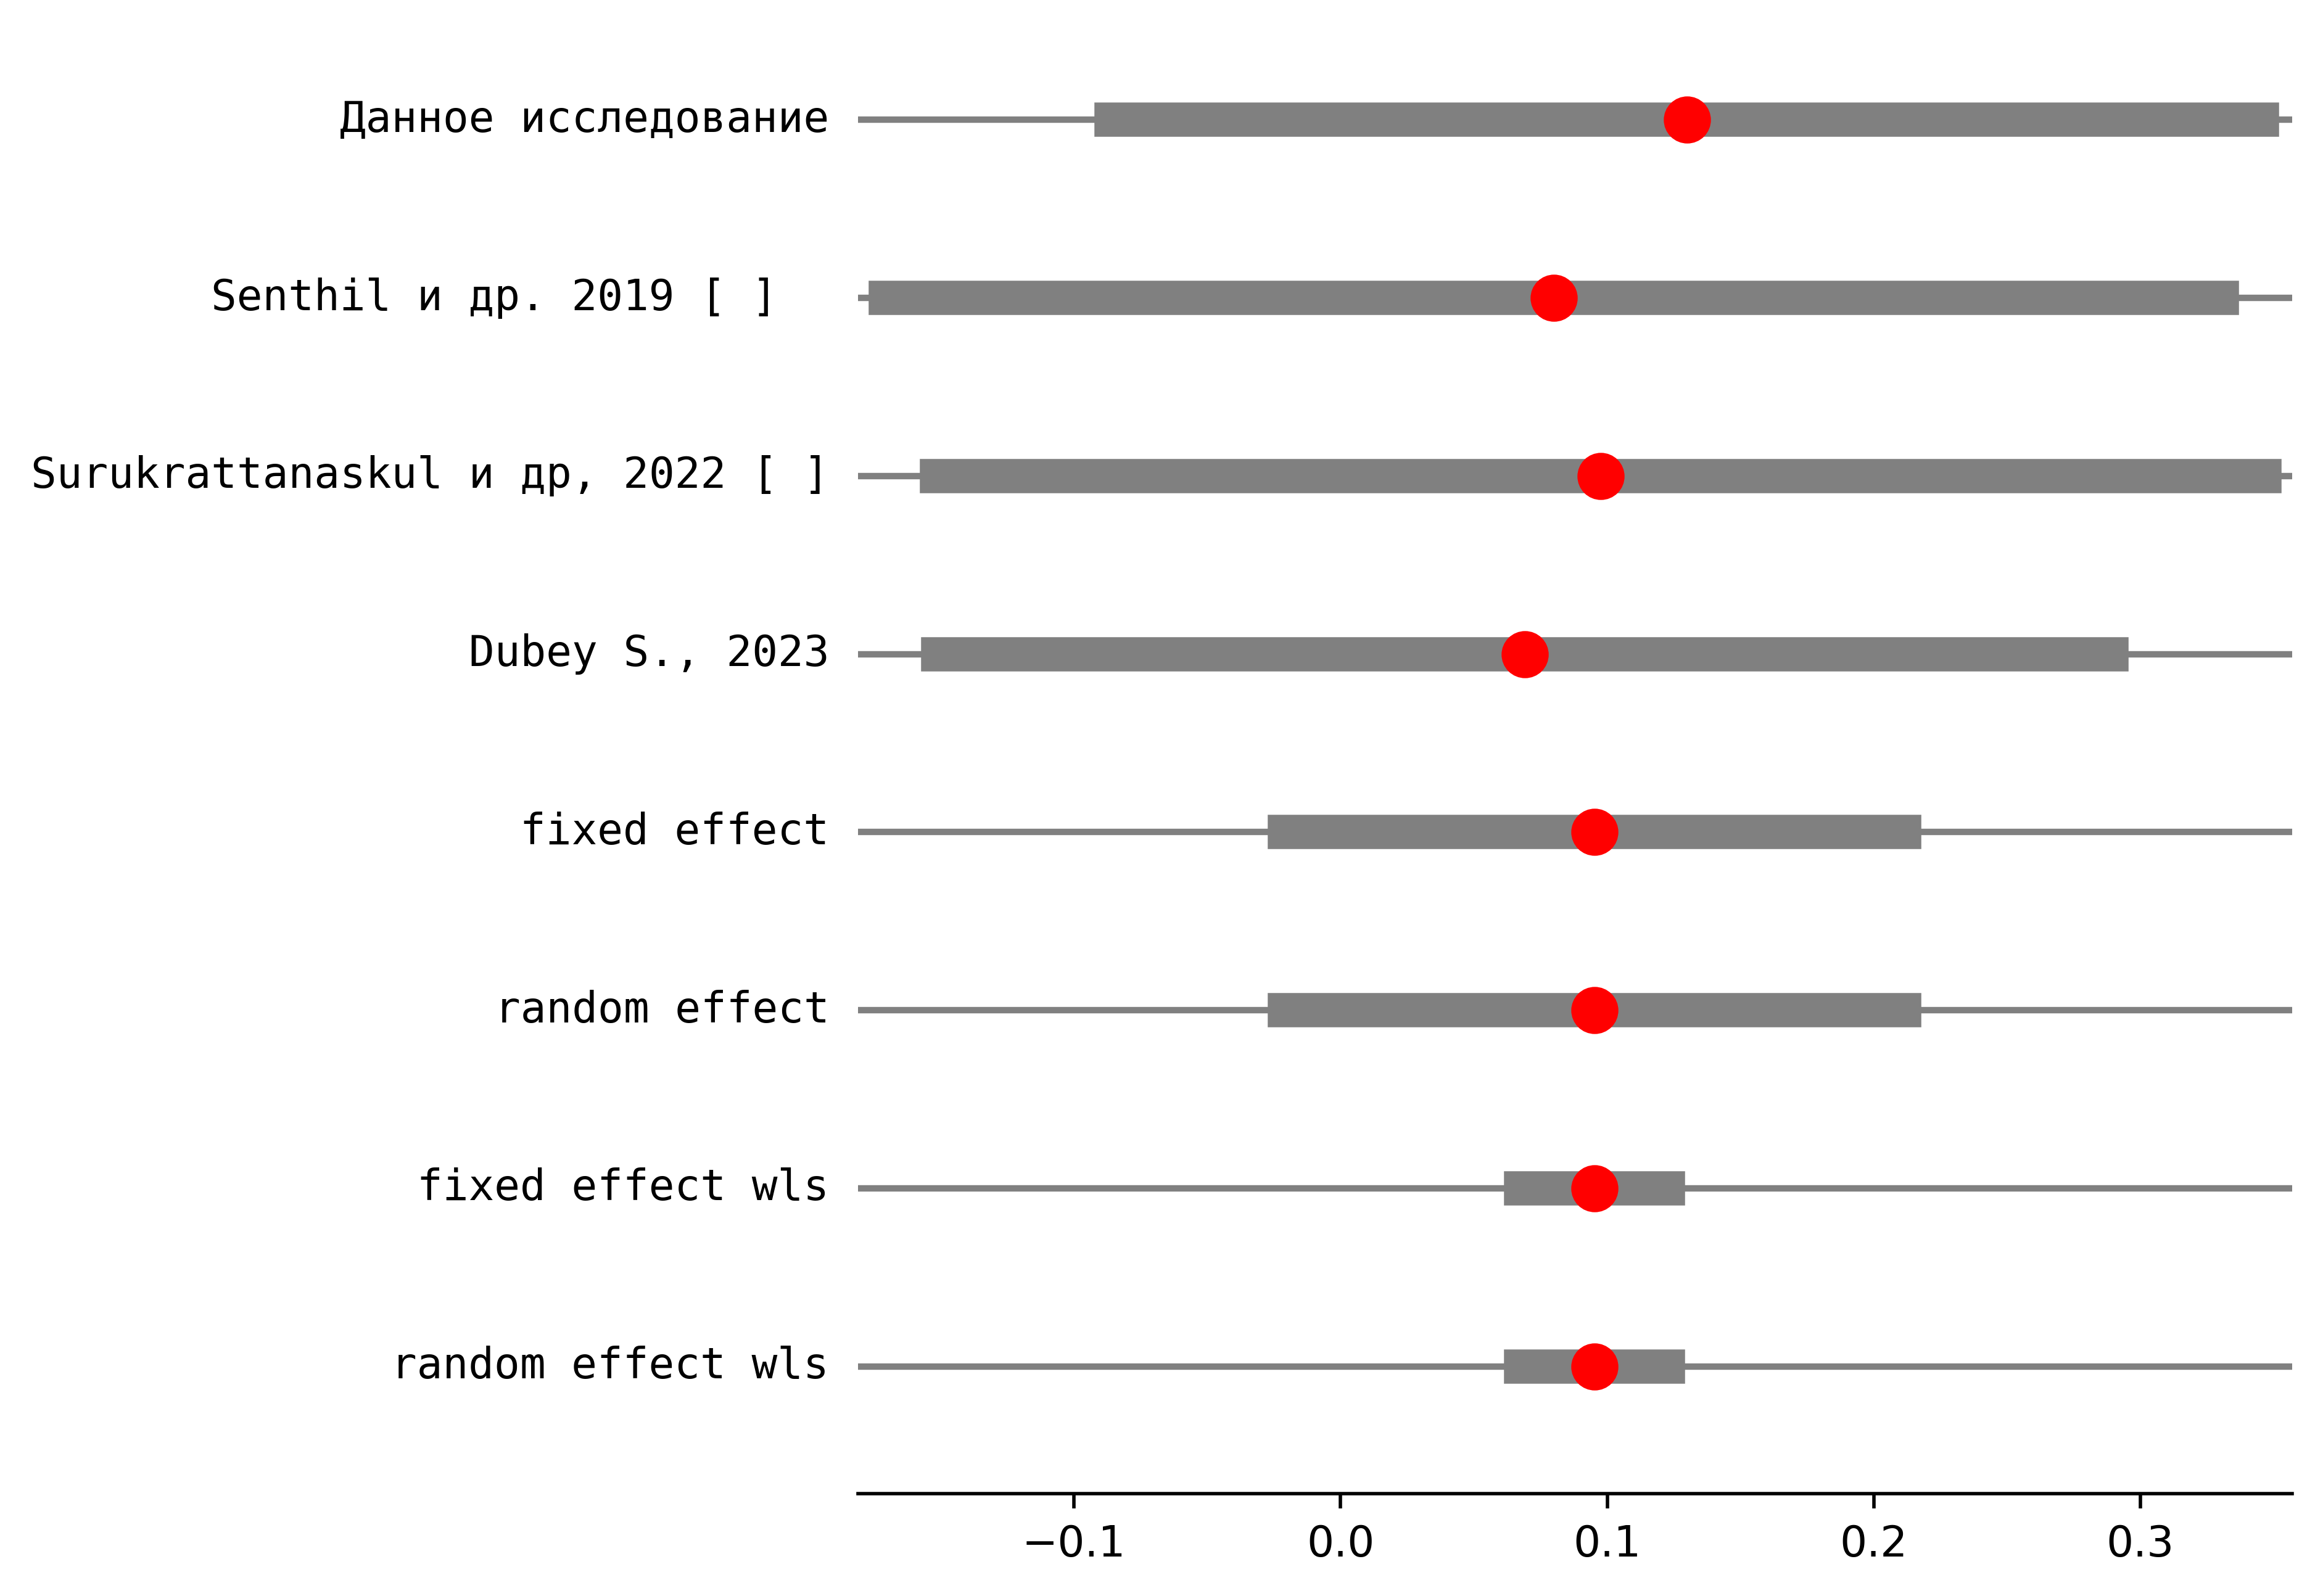 Данное исследование
Senthil и др. 2019 [ ]
Surukrattanaskul и др, 2022 [ ]
Dubey S., 2023
fixed effect
random effect
fixed effect wls
random effect wls
−0.1 0.0 0.1 0.2 0.3